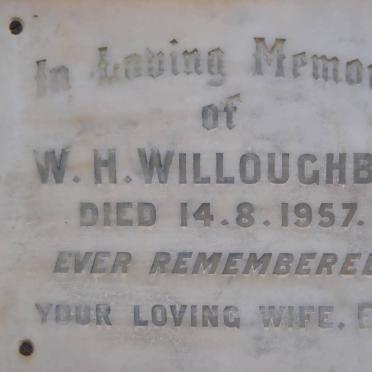 In Loving Memo
of
W. H. WILLOUGHB
DIED 14.8.1957.
EVER REMEMBERE
YOUR LOVING WIFE.